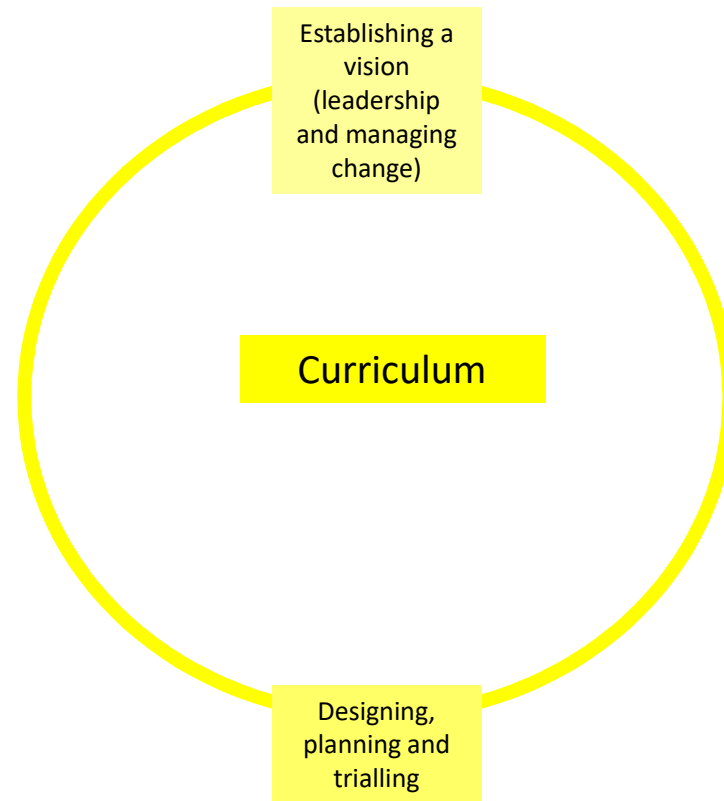 Establishing a
vision
(leadership
and managing
change)
Curriculum
Designing,
planning and
trialling